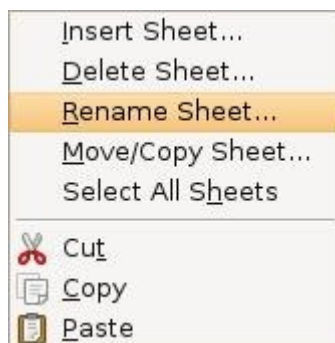 Insert Sheet...
Delete Sheet...
Rename Sheet...
Move/Copy Sheet...
Select All Sheets
Cut
Copy
Paste